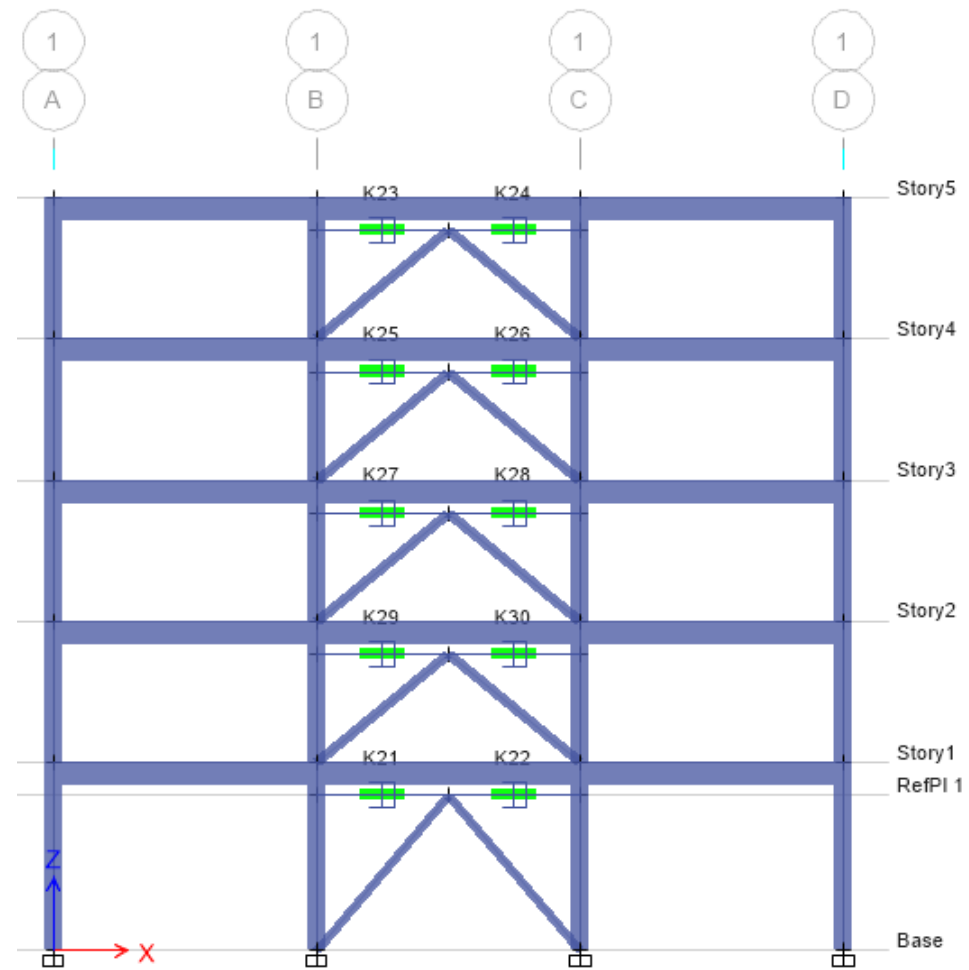 1 1 1 1
A B C D
Story5
K23 K24
Story4
K25 K26
Story3
K27 K28
Story2
K29 K30
Story1
K21 K22
RefPl 1
Z
Base
X